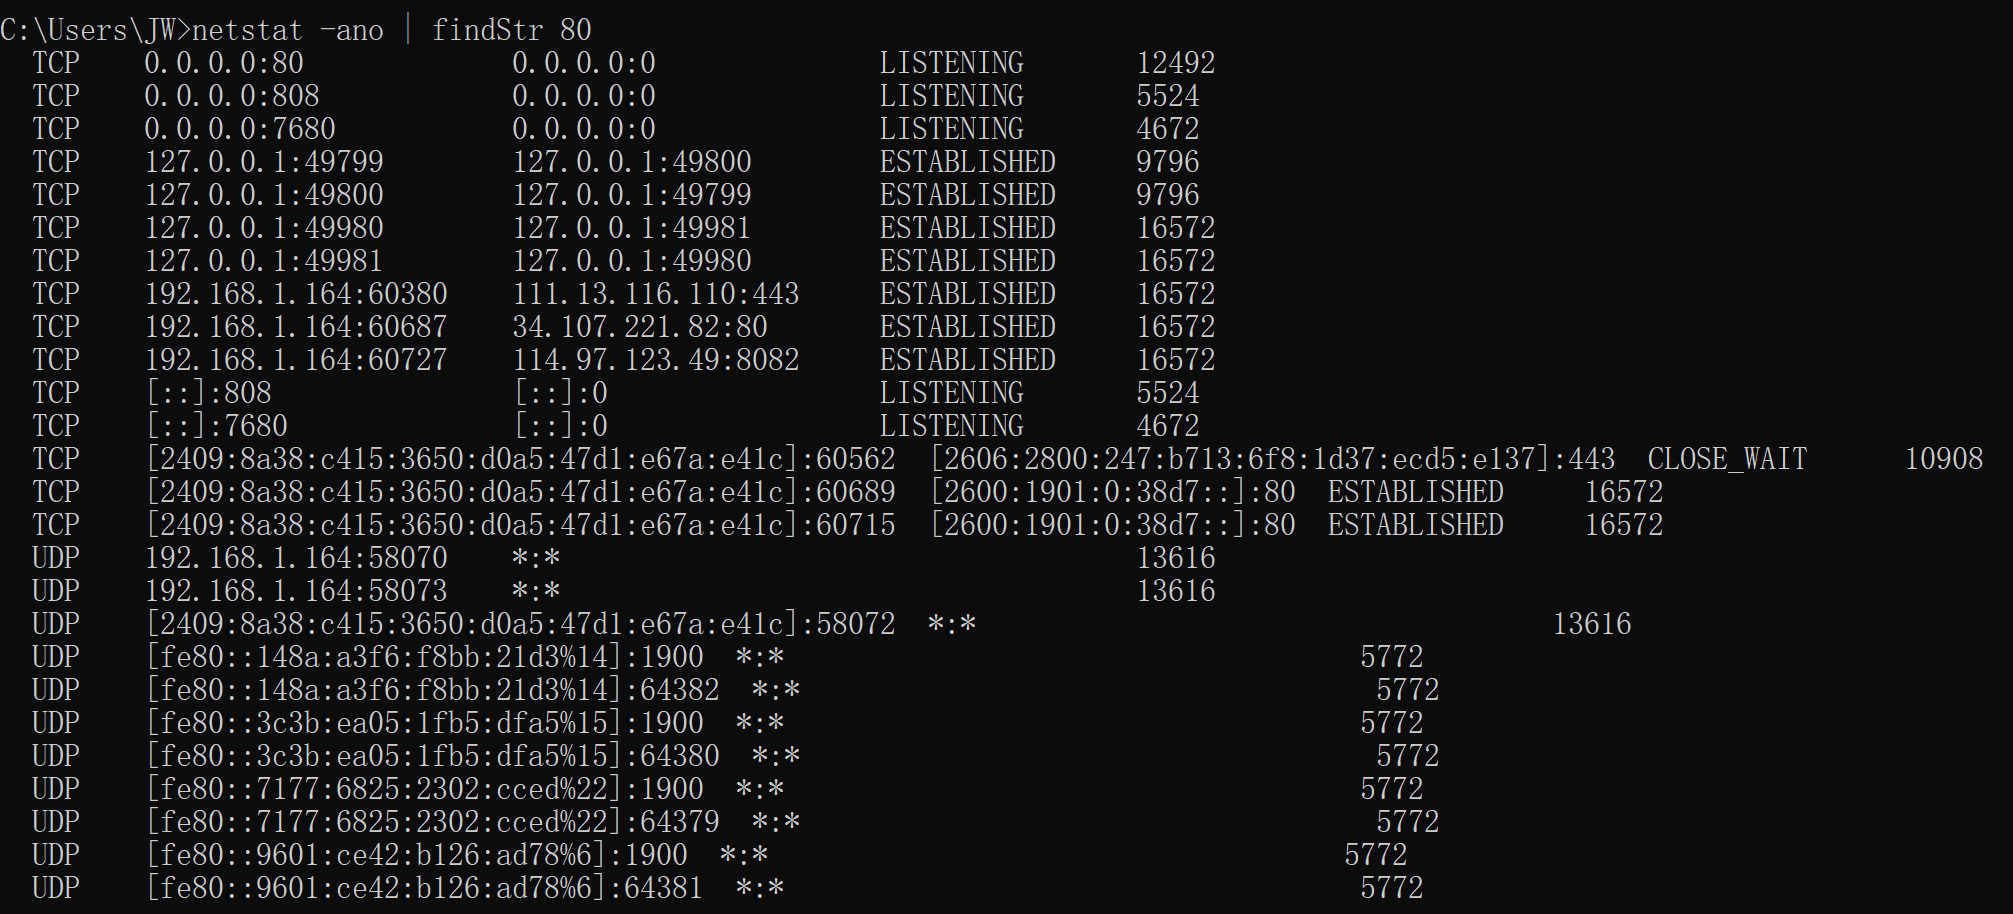 C:\Users\JW>netstat -ano | findStr 80
TCP 0.0.0.0:80 0.0.0.0:0 LISTENING 12492
TCP 0.0.0.0:808 0.0.0.0:0 LISTENING 5524
TCP 0.0.0.0:7680 0.0.0.0:0 LISTENING 4672
TCP 127.0.0.1:49799 127.0.0.1:49800 ESTABLISHED 9796
TCP 127.0.0.1:49800 127.0.0.1:49799 ESTABLISHED 9796
TCP 127.0.0.1:49980 127.0.0.1:49981 ESTABLISHED 16572
TCP 127.0.0.1:49981 127.0.0.1:49980 ESTABLISHED 16572
TCP 192.168.1.164:60380 111.13.116.110:443 ESTABLISHED 16572
TCP 192.168.1.164:60687 34.107.221.82:80 ESTABLISHED 16572
TCP 192.168.1.164:60727 114.97.123.49:8082 ESTABLISHED 16572
TCP [::]:808 [::]:0 LISTENING 5524
TCP [::]:7680 [::]:0 LISTENING 4672
TCP [2409:8a38:c415:3650:d0a5:47d1:e67a:e41c]:60562 [2606:2800:247:b713:6f8:1d37:ecd5:e137]:443 CLOSE_WAIT 10908
TCP [2409:8a38:c415:3650:d0a5:47d1:e67a:e41c]:60689 [2600:1901:0:38d7::]:80 ESTABLISHED 16572
TCP [2409:8a38:c415:3650:d0a5:47d1:e67a:e41c]:60715 [2600:1901:0:38d7::]:80 ESTABLISHED 16572
UDP 192.168.1.164:58070 *:* 13616
UDP 192.168.1.164:58073 *:* 13616
UDP [2409:8a38:c415:3650:d0a5:47d1:e67a:e41c]:58072 *:* 13616
UDP [fe80::148a:a3f6:f8bb:21d3%14]:1900 *:* 5772
UDP [fe80::148a:a3f6:f8bb:21d3%14]:64382 *:* 5772
UDP [fe80::3c3b:ea05:1fb5:dfa5%15]:1900 *:* 5772
UDP [fe80::3c3b:ea05:1fb5:dfa5%15]:64380 *:* 5772
UDP [fe80::7177:6825:2302:cced%22]:1900 *:* 5772
UDP [fe80::7177:6825:2302:cced%22]:64379 *:* 5772
UDP [fe80::9601:ce42:b126:ad78%6]:1900 *:* 5772
UDP [fe80::9601:ce42:b126:ad78%6]:64381 *:* 5772